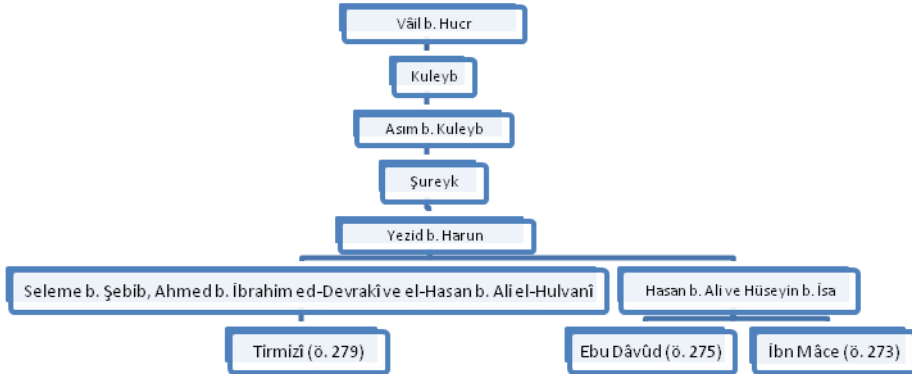 Vâil b. Hucr
Kuleyb
Asım b. Kuleyb
Şureyk
Yezid b. Harun
Seleme b. Şebib, Ahmed b. İbrahim ed-Devrakî ve el-Hasan b. Ali el-Hulvanî
Hasan b. Ali ve Hüseyin b. İsa
Tirmizî (ö. 279)
Ebu Dâvûd (ö. 275)
İbn Mâce (ö. 273)